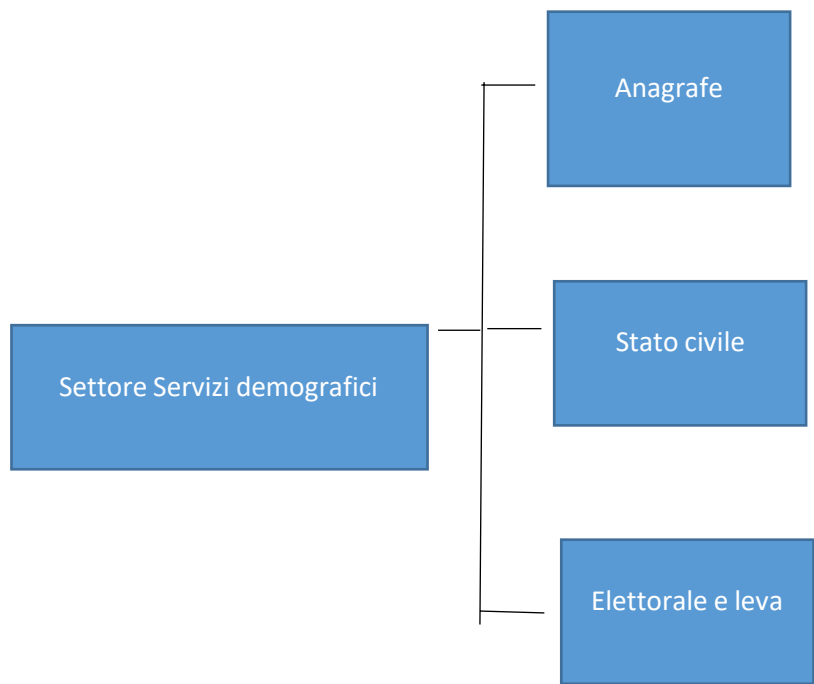 Anagrafe
Stato civile
Settore Servizi demografici
Elettorale e leva